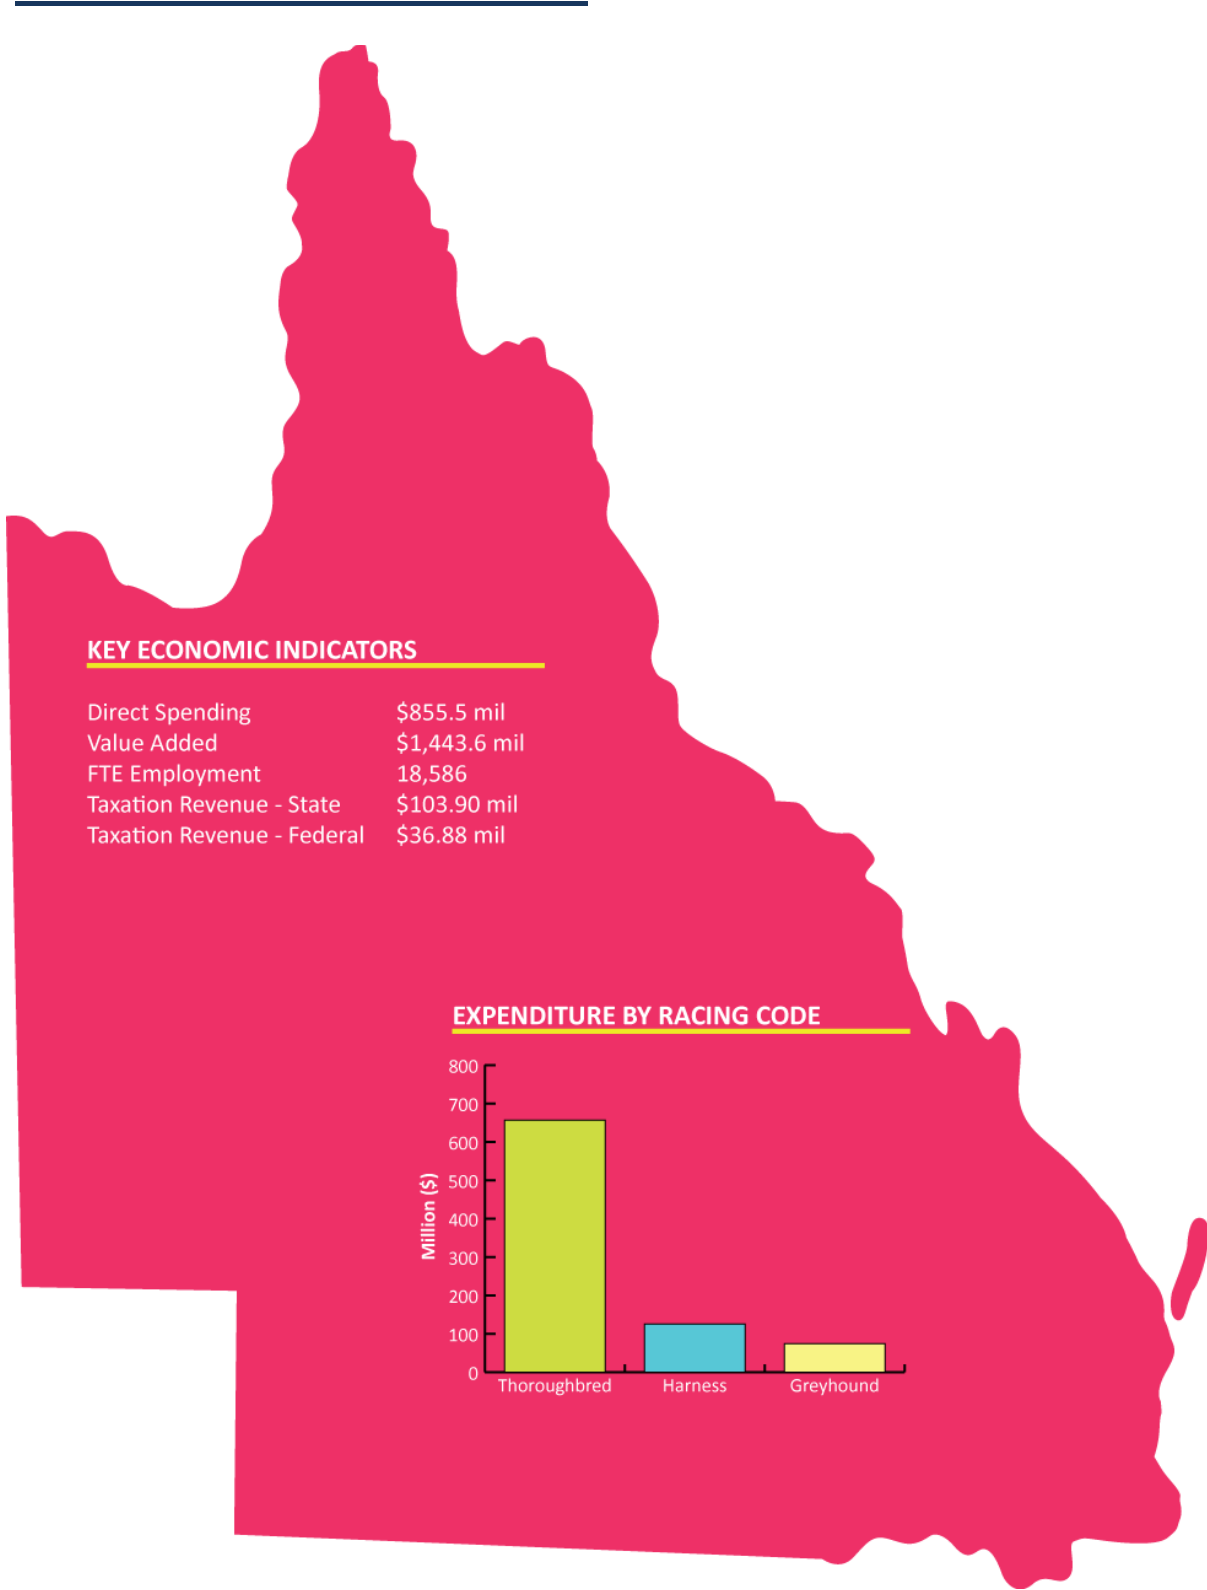 KEY ECONOMIC INDICATORS
Direct Spending $855.5 mil
Value Added $1,443.6 mil
FTE Employment 18,586
Taxation Revenue - State $103.90 mil
Taxation Revenue - Federal $36.88 mil
EXPENDITURE BY RACING CODE
Million ($)
800
700
600
500
400
300
200
100
0
Thoroughbred Harness Greyhound